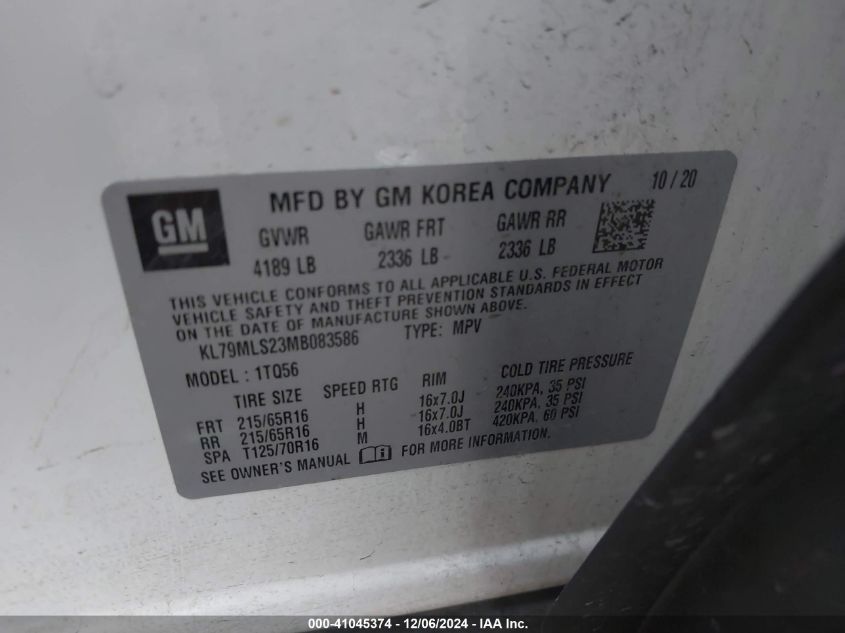 GM
MFD BY GM KOREA COMPANY 10 / 20
GVWR GAWR FRT GAWR RR
4189 LB 2336 LB 2336 LB
THIS VEHICLE CONFORMS TO ALL APPLICABLE U.S. FEDERAL MOTOR
VEHICLE SAFETY AND THEFT PREVENTION STANDARDS IN EFFECT
ON THE DATE OF MANUFACTURE SHOWN ABOVE.
KL79MLS23MB083586 TYPE: MPV
MODEL : 1TQ56
TIRE SIZE SPEED RTG RIM COLD TIRE PRESSURE
FRT 215/65R16 H 16x7.0J 240KPA, 35 PSI
RR 215/65R16 H 16x7.0J 240KPA, 35 PSI
SPA T125/70R16 M 16x4.0BT 420KPA, 60 PSI
SEE OWNER'S MANUAL FOR MORE INFORMATION.
000-41045374 - 12/06/2024 - IAA Inc.